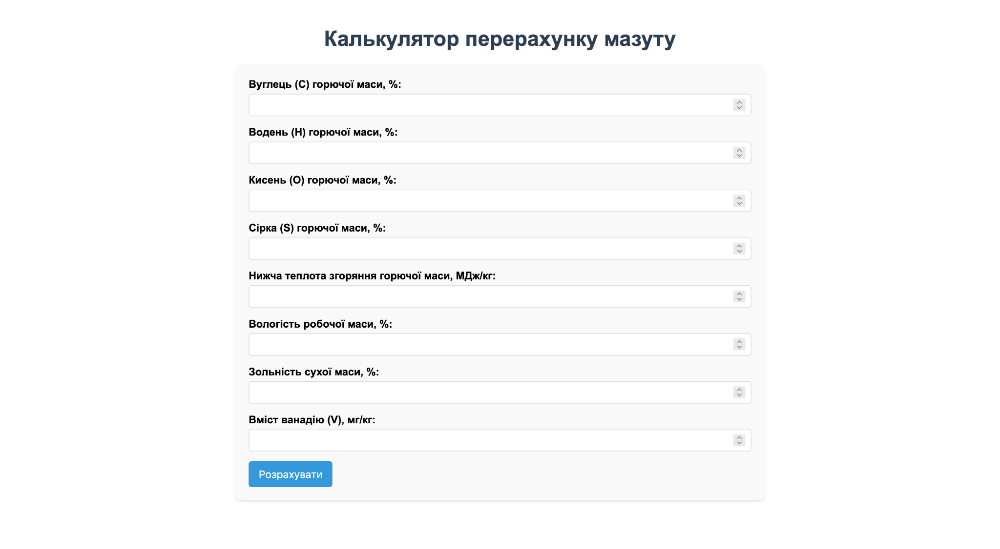 Калькулятор перерахунку мазуту
Вуглець (C) горючої маси, %:
Водень (H) горючої маси, %:
Кисень (O) горючої маси, %:
Сірка (S) горючої маси, %:
Нижча теплота згоряння горючої маси, МДж/кг:
Вологість робочої маси, %:
Зольність сухої маси, %:
Вміст ванадію (V), мг/кг:
Розрахувати